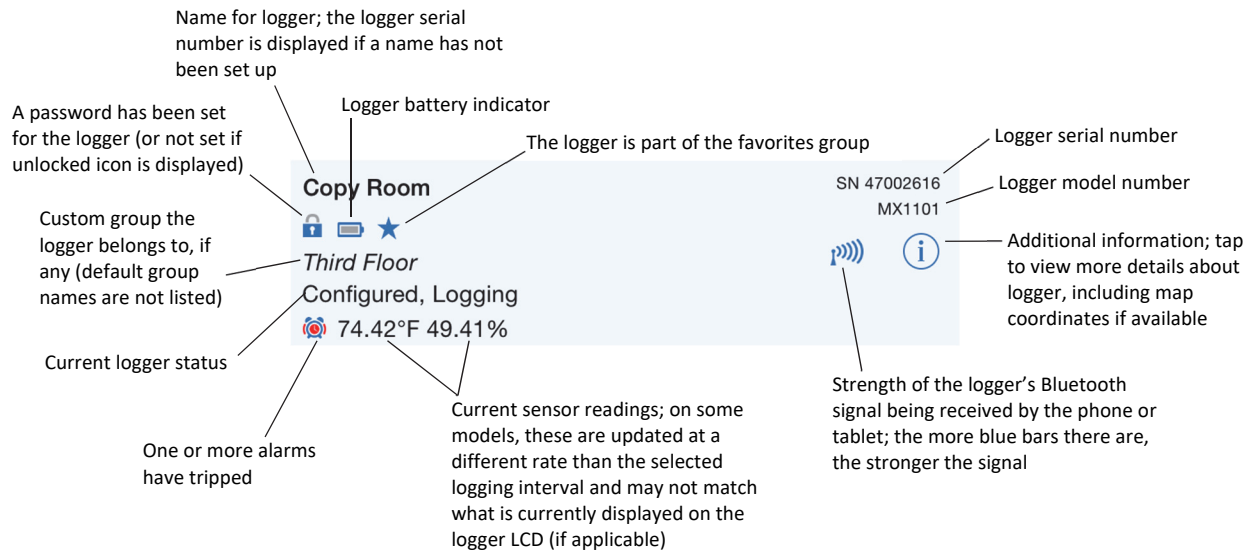 Name for logger; the logger serial
number is displayed if a name has not
been set up
A password has been set
for the logger (or not set if
unlocked icon is displayed)
Logger battery indicator
The logger is part of the favorites group
Logger serial number
Logger model number
Copy Room
SN 47002616
MX1101
Custom group the
logger belongs to, if
any (default group
names are not listed)
Third Floor
Configured, Logging
74.42°F 49.41%
i
Additional information; tap
to view more details about
logger, including map
coordinates if available
Current logger status
One or more alarms
have tripped
Current sensor readings; on some
models, these are updated at a
different rate than the selected
logging interval and may not match
what is currently displayed on the
logger LCD (if applicable)
Strength of the logger’s Bluetooth
signal being received by the phone or
tablet; the more blue bars there are,
the stronger the signal